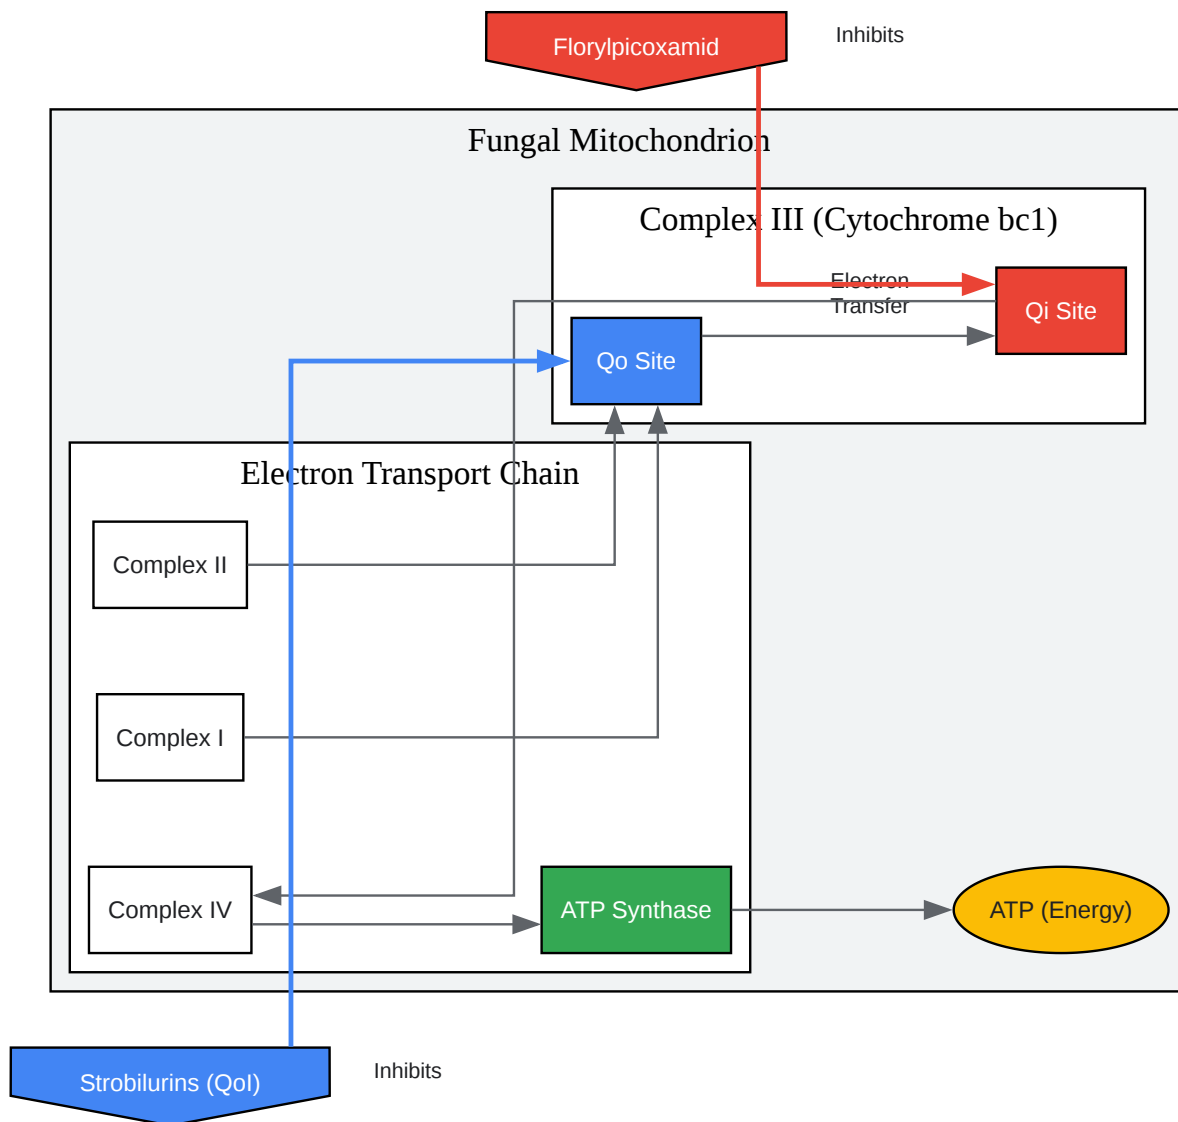 Florylpicoxamid
Inhibits
Fungal Mitochondrion
Complex III (Cytochrome bc1)
Electron
Transfer
Qi Site
Qo Site
Electron Transport Chain
Complex II
Complex I
Complex IV
ATP Synthase
ATP (Energy)
Strobilurins (QoI)
Inhibits